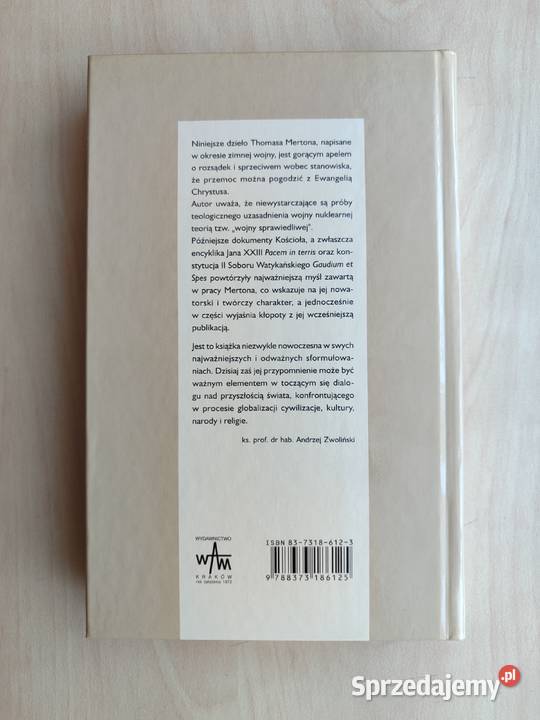 Niniejsze dzieło Thomasa Mertona, napisane
w okresie zimnej wojny, jest gorącym apelem
o rozsądek i sprzeciwem wobec stanowiska,
że przemoc można pogodzić z Ewangelią
Chrystusa.
Autor uważa, że niewystarczające są próby
teologicznego uzasadnienia wojny nuklearnej
teorią tzw. „wojny sprawiedliwej".
Późniejsze dokumenty Kościoła, a zwłaszcza
encyklika Jana XXIII Pacem in terris oraz kon-
stytucja II Soboru Watykańskiego Gaudium et
Spes powtórzyły najważniejszą myśl zawartą
w pracy Mertona, co wskazuje na jej nowa-
torski i twórczy charakter, a jednocześnie
w części wyjaśnia kłopoty z jej wcześniejszą
publikacją.
Jest to książka niezwykle nowoczesna w swych
najważniejszych i odważnych sformułowa-
niach. Dzisiaj zaś jej przypomnienie może być
ważnym elementem w toczącym się dialo-
gu nad przyszłością świata, konfrontującego
w procesie globalizacji cywilizacje, kultury,
narody i religie.
ks. prof. dr hab. Andrzej Zwoliński
WYDAWNICTWO
WAM
KRAKÓW
rok założenia 1872
ISBN 83-7318-612-3
9 788373 186125
Sprzedajemy.pl